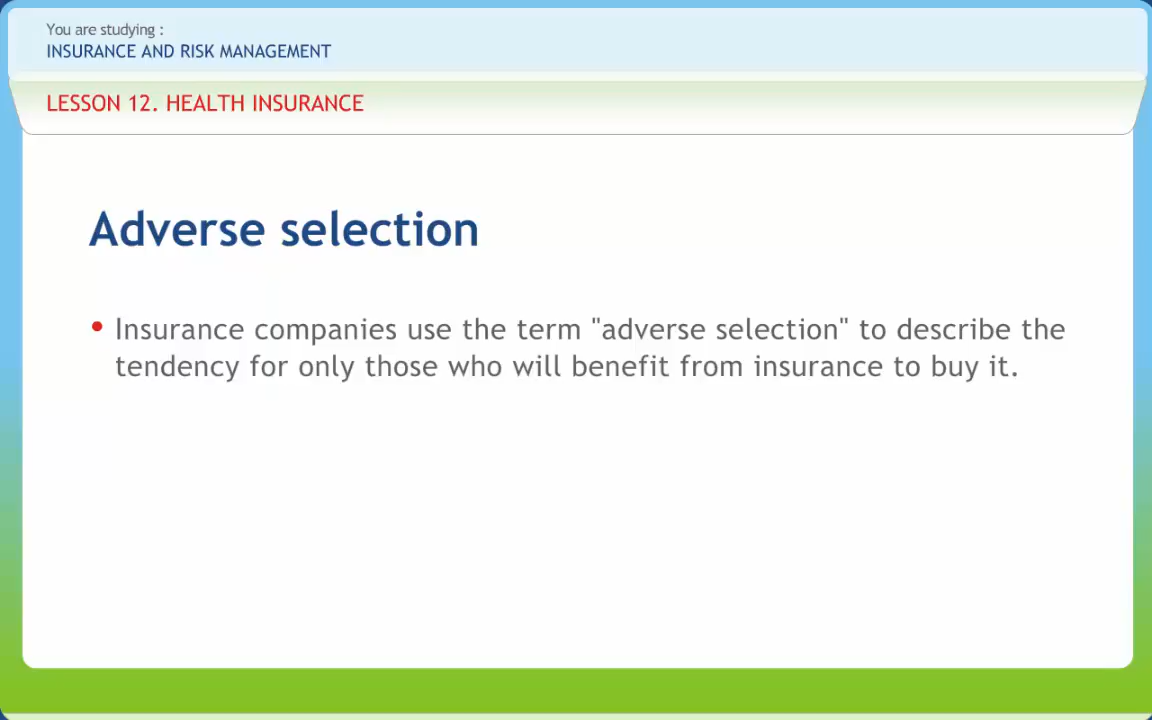 You are studying :
INSURANCE AND RISK MANAGEMENT
LESSON 12. HEALTH INSURANCE
Adverse selection
• Insurance companies use the term "adverse selection" to describe the
tendency for only those who will benefit from insurance to buy it.